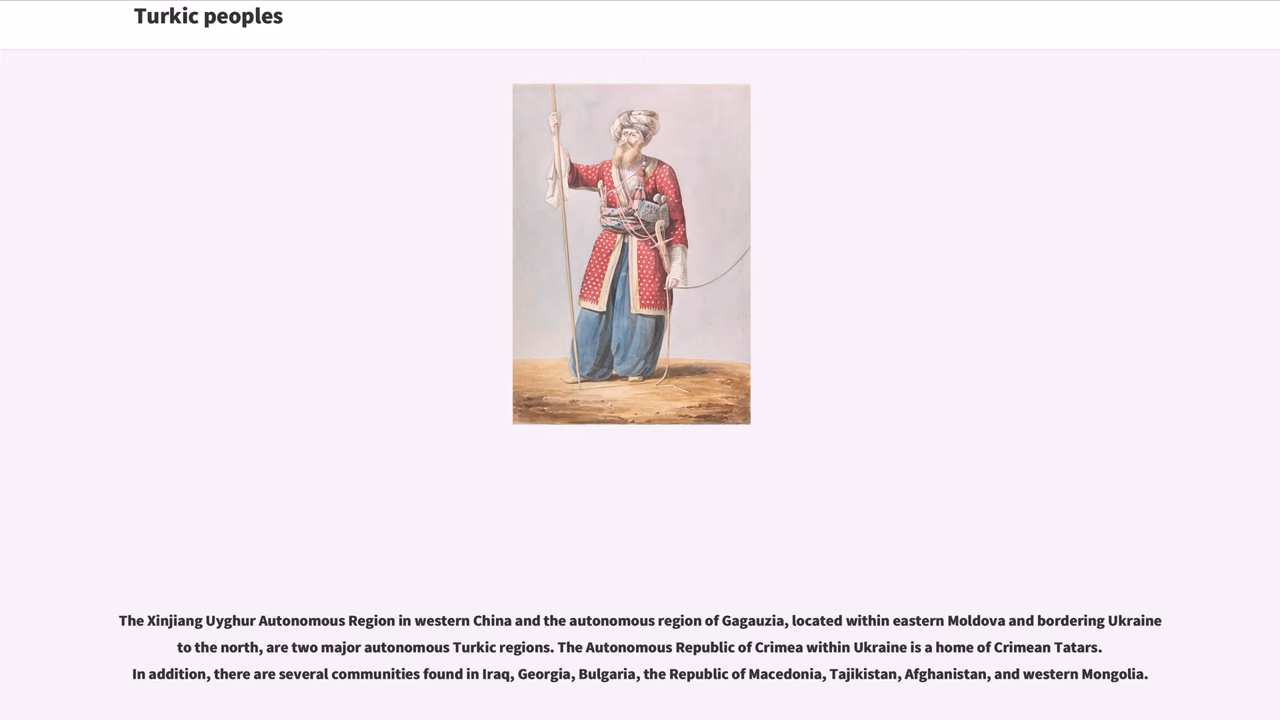 Turkic peoples
The Xinjiang Uyghur Autonomous Region in western China and the autonomous region of Gagauzia, located within eastern Moldova and bordering Ukraine
to the north, are two major autonomous Turkic regions. The Autonomous Republic of Crimea within Ukraine is a home of Crimean Tatars.
In addition, there are several communities found in Iraq, Georgia, Bulgaria, the Republic of Macedonia, Tajikistan, Afghanistan, and western Mongolia.